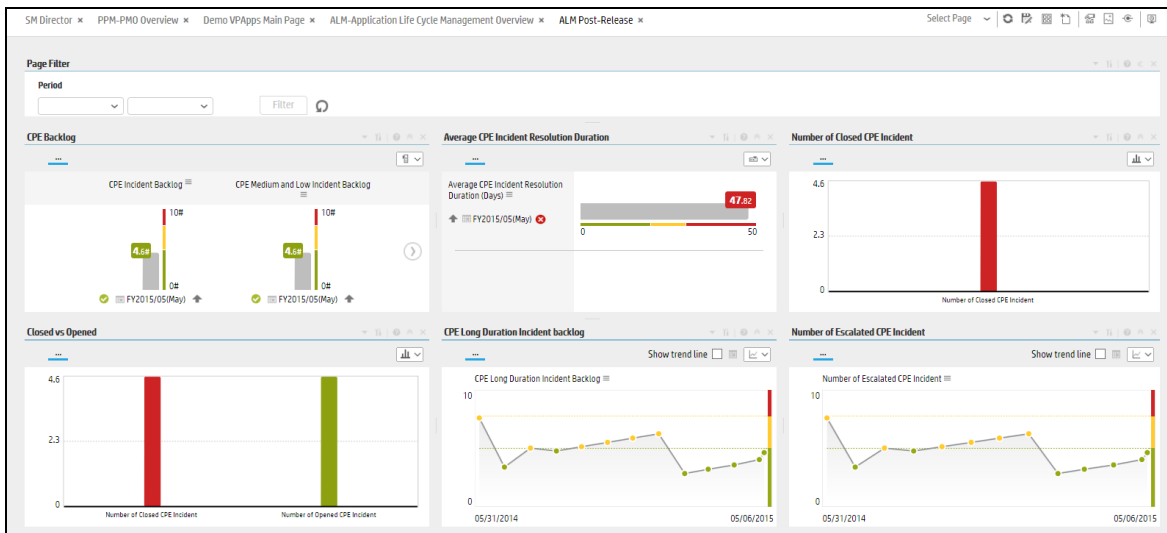 SM Director × PPM-PMO Overview × Demo VPApps Main Page × ALM-Application Life Cycle Management Overview × ALM Post-Release × Select Page
Page Filter
Period
Filter
CPE Backlog
...
CPE Incident Backlog
CPE Medium and Low Incident Backlog
10#
10#
4.6#
4.6#
0#
0#
FY2015/05(May)
FY2015/05(May)
Average CPE Incident Resolution Duration
...
Average CPE Incident Resolution
Duration (Days)
FY2015/05(May)
47.82
0
50
Number of Closed CPE Incident
...
4.6
2.3
0
Number of Closed CPE Incident
Closed vs Opened
...
4.6
2.3
0
Number of Closed CPE Incident
Number of Opened CPE Incident
CPE Long Duration Incident backlog
...
Show trend line
CPE Long Duration Incident Backlog
10
0
05/31/2014
05/06/2015
Number of Escalated CPE Incident
...
Show trend line
Number of Escalated CPE Incident
10
0
05/31/2014
05/06/2015